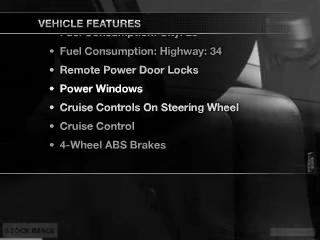 VEHICLE FEATURES
• Fuel Consumption: Highway: 34
• Remote Power Door Locks
• Power Windows
• Cruise Controls On Steering Wheel
• Cruise Control
• 4-Wheel ABS Brakes
STOCK IMAGE